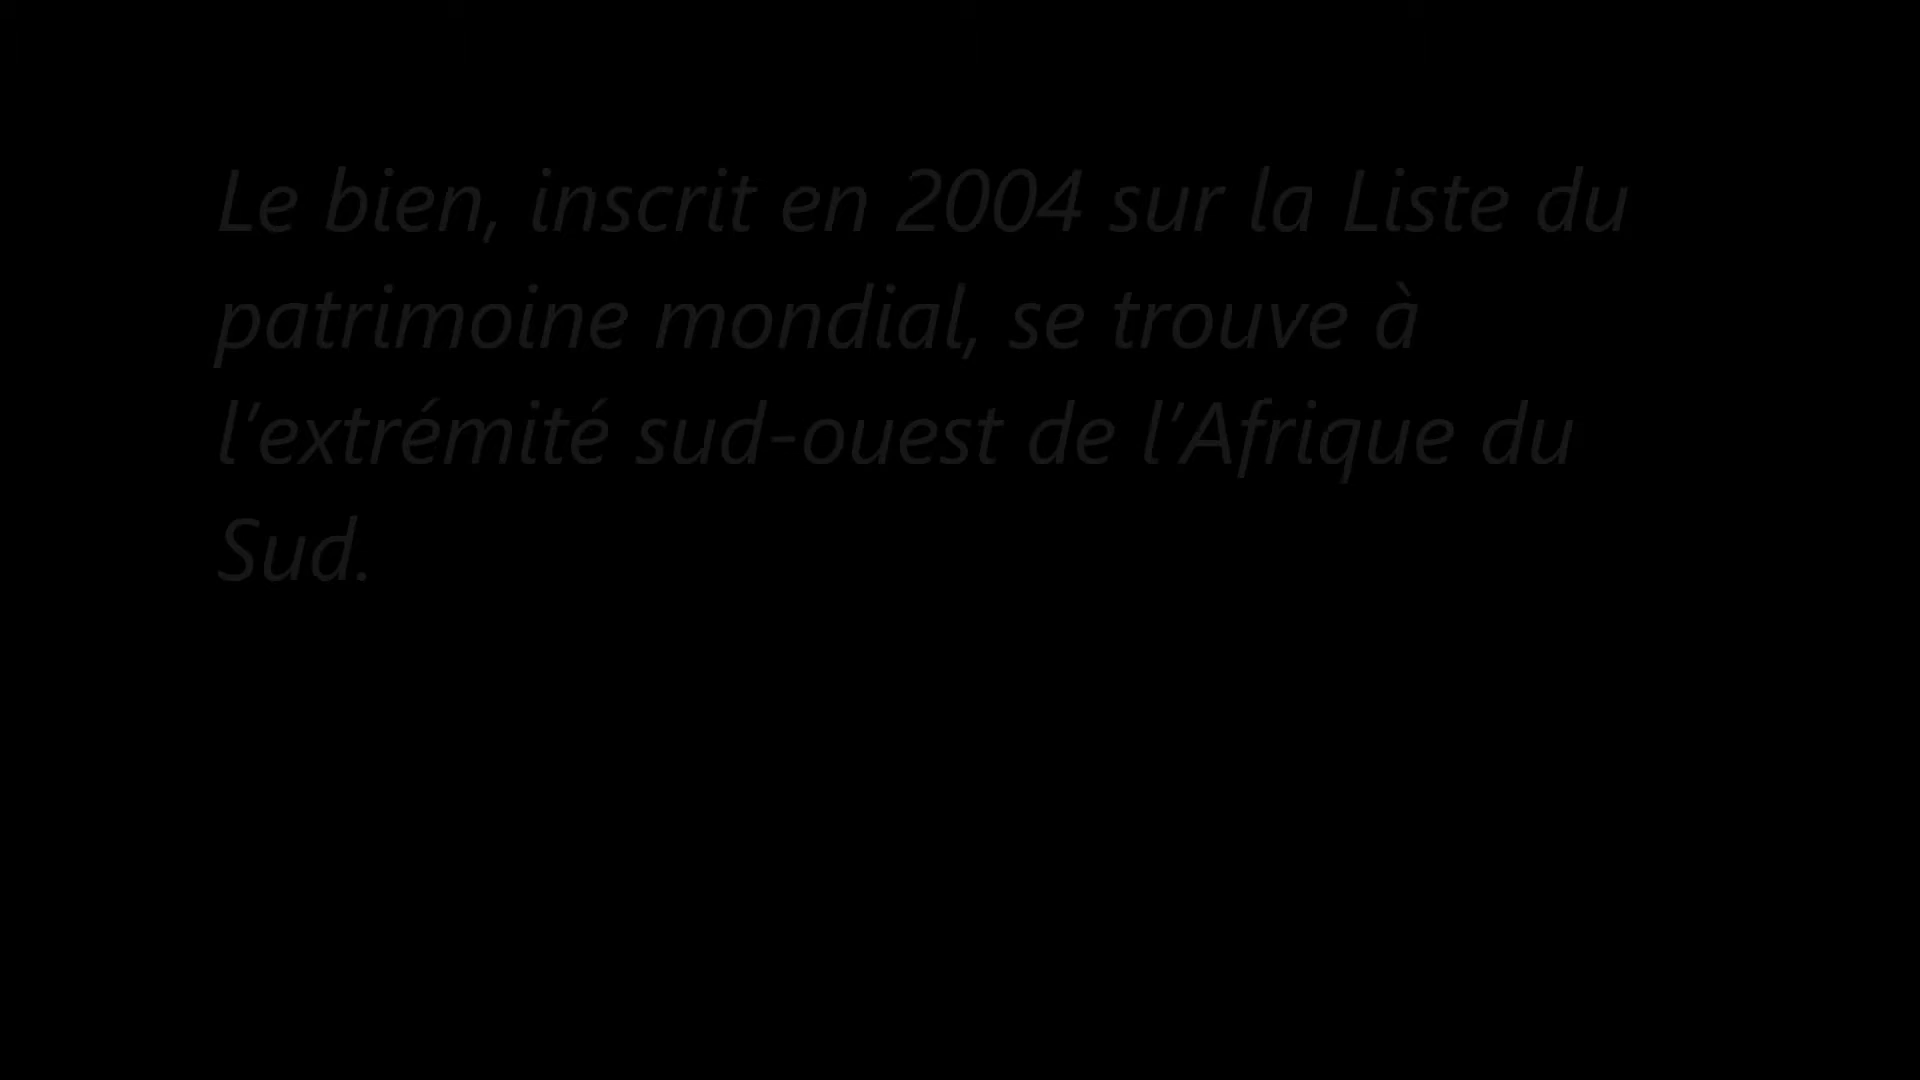 Le bien, inscrit en 2004 sur la Liste du
patrimoine mondial, se trouve à
l’extrémité sud-ouest de l’Afrique du
Sud.